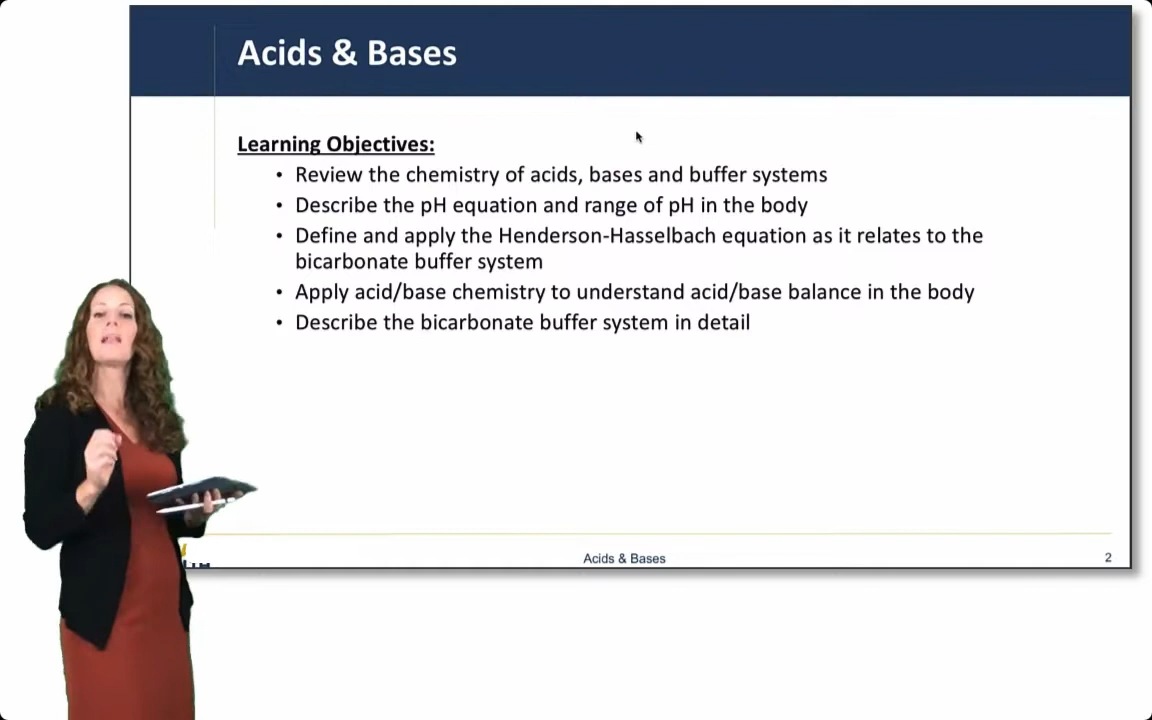 Acids & Bases
Learning Objectives:
• Review the chemistry of acids, bases and buffer systems
• Describe the pH equation and range of pH in the body
• Define and apply the Henderson-Hasselbach equation as it relates to the
bicarbonate buffer system
• Apply acid/base chemistry to understand acid/base balance in the body
• Describe the bicarbonate buffer system in detail
Acids & Bases
2